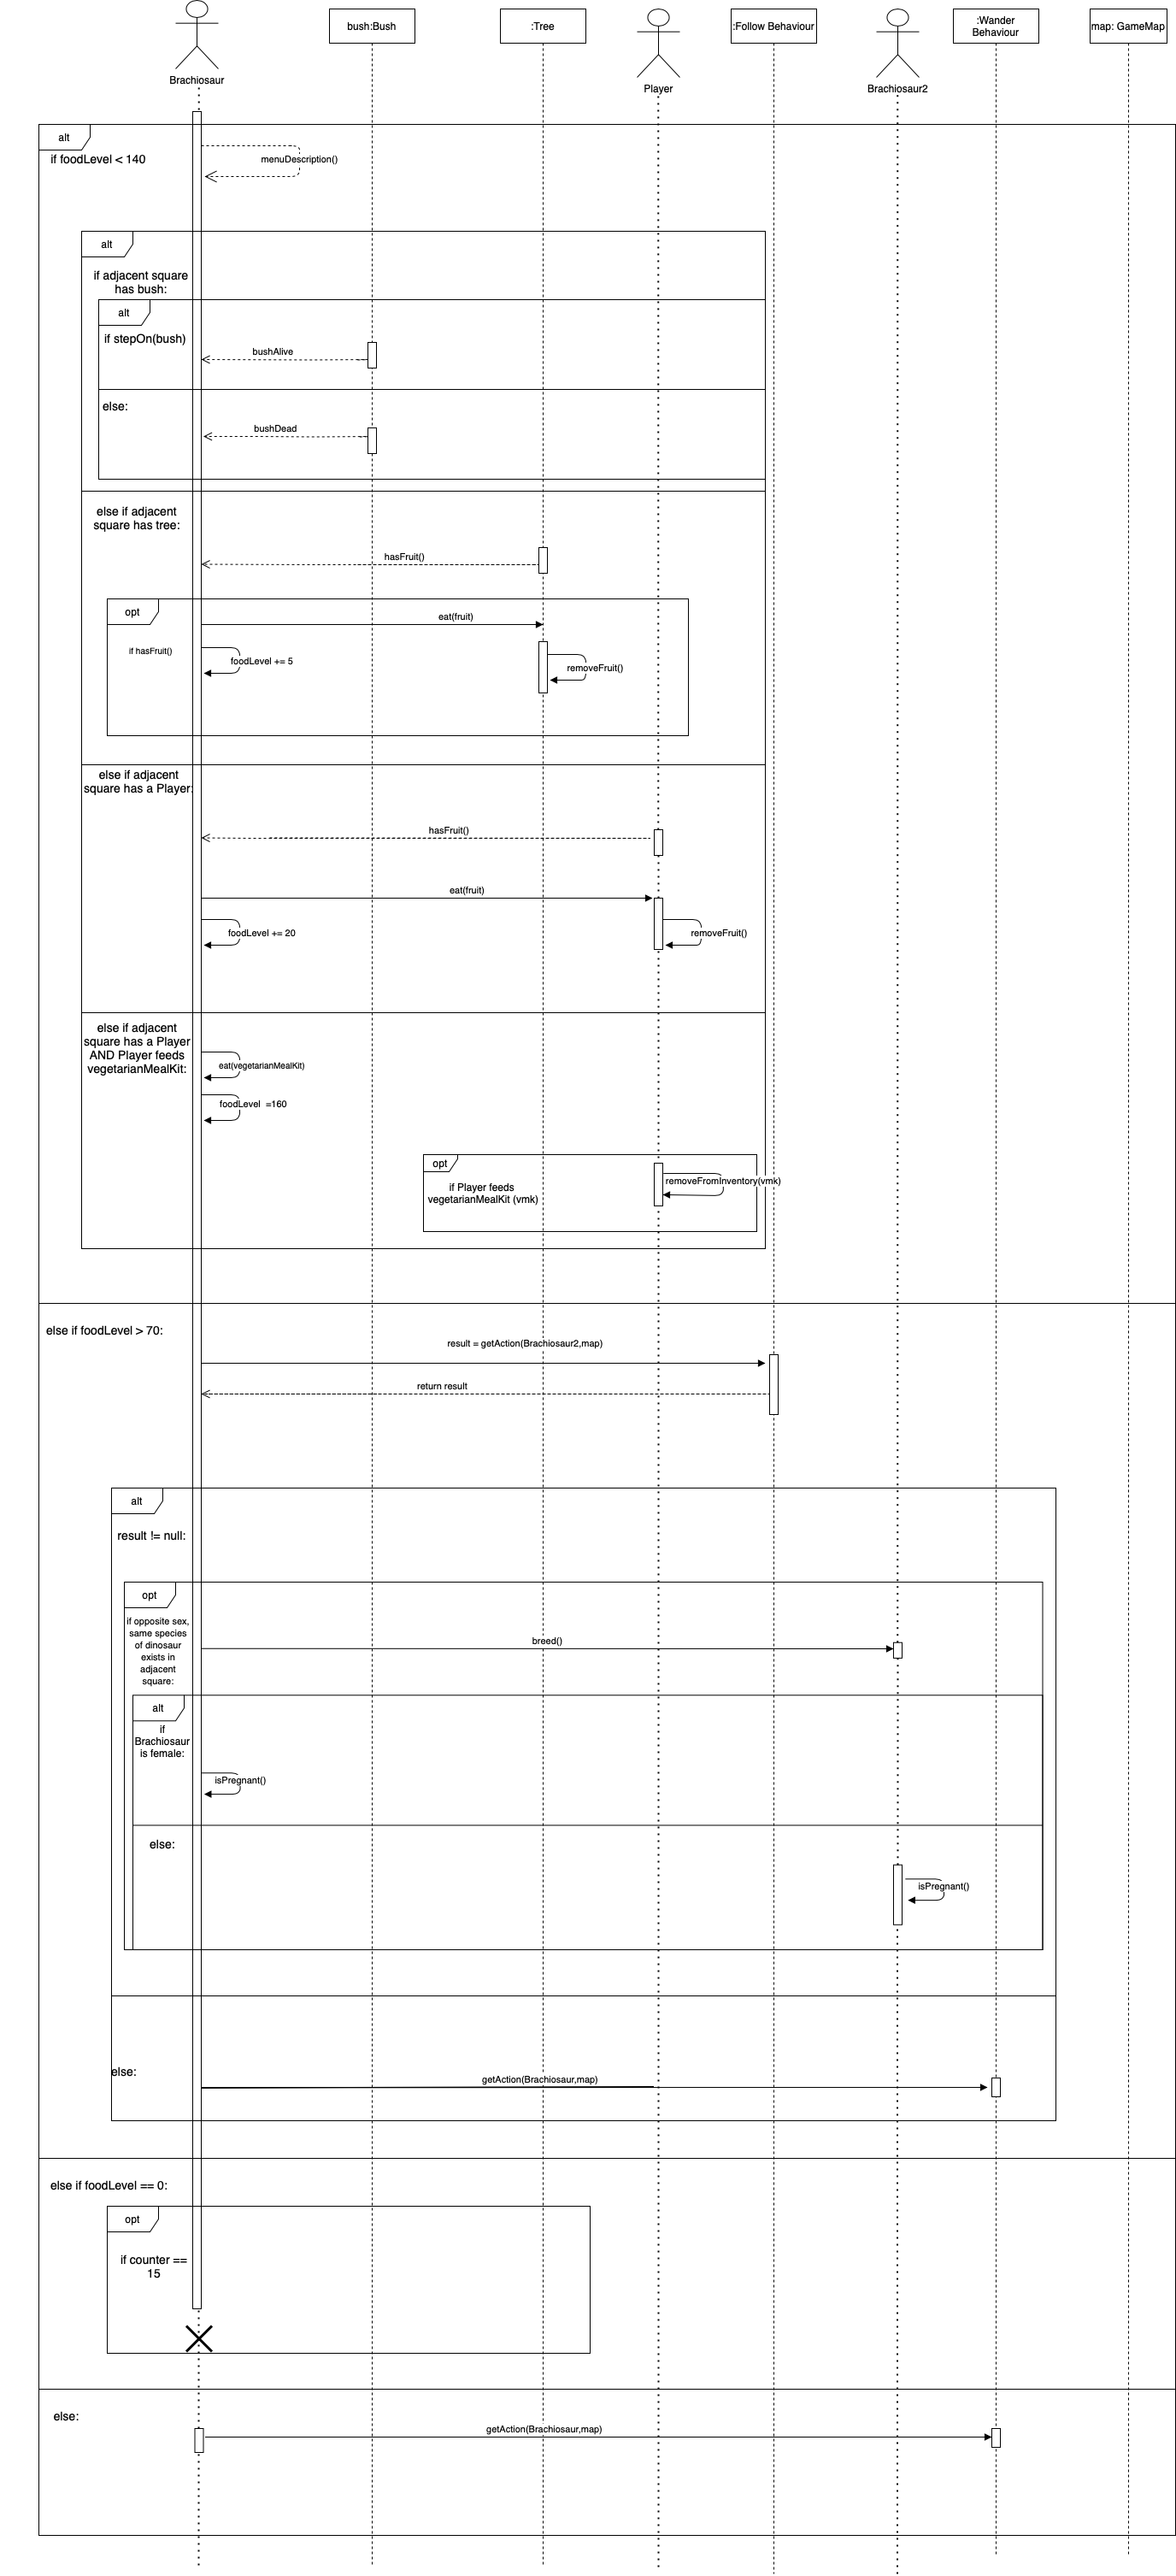 Brachiosaur
bush:Bush
:Tree
Player
:Follow Behaviour
Brachiosaur2
:Wander
Behaviour
map: GameMap
alt
if foodLevel < 140
menuDescription()
alt
if adjacent square
has bush:
alt
if stepOn(bush)
bushAlive
else:
bushDead
else if adjacent
square has tree:
hasFruit()
opt
eat(fruit)
if hasFruit()
foodLevel += 5
removeFruit()
else if adjacent
square has a Player:
hasFruit()
eat(fruit)
foodLevel += 20
removeFruit()
else if adjacent
square has a Player
AND Player feeds
vegetarianMealKit:
eat(vegetarianMealKit)
foodLevel =160
opt
if Player feeds
vegetarianMealKit (vmk)
removeFromInventory(vmk)
else if foodLevel > 70:
result = getAction(Brachiosaur2,map)
return result
alt
result != null:
opt
if opposite sex,
same species
of dinosaur
exists in
adjacent
square:
breed()
alt
if
Brachiosaur
is female:
isPregnant()
else:
isPregnant()
else:
getAction(Brachiosaur,map)
else if foodLevel == 0:
opt
if counter ==
15
else:
getAction(Brachiosaur,map)